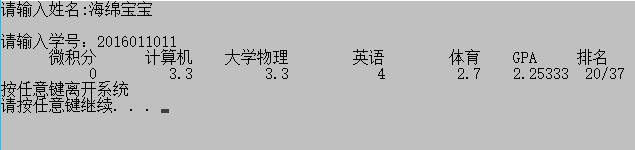 请输入姓名:海绵宝宝
请输入学号：2016011011
微积分 计算机 大学物理 英语 体育 GPA 排名
0 3.3 3.3 4 2.7 2.25333 20/37
按任意键离开系统
请按任意键继续. . .